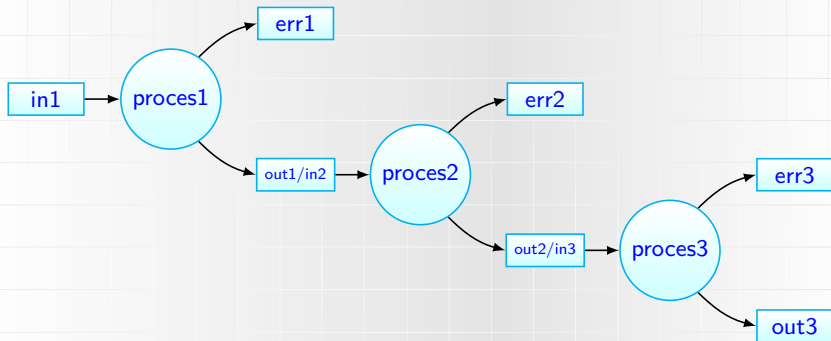 err1
in1
proces1
err2
out1/in2
proces2
err3
out2/in3
proces3
out3